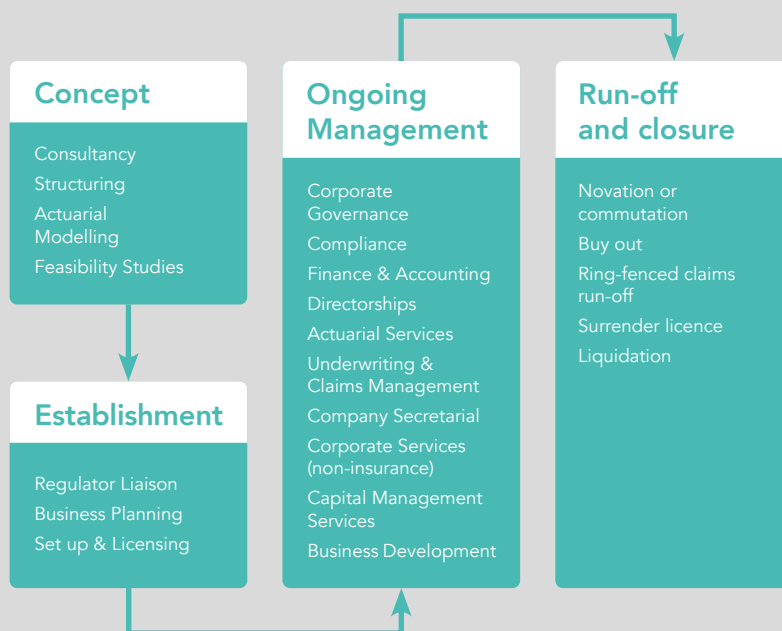 Concept
Consultancy
Structuring
Actuarial
Modelling
Feasibility Studies
Establishment
Regulator Liaison
Business Planning
Set up & Licensing
Ongoing
Management
Corporate
Governance
Compliance
Finance & Accounting
Directorships
Actuarial Services
Underwriting &
Claims Management
Company Secretarial
Corporate Services
(non-insurance)
Capital Management
Services
Business Development
Run-off
and closure
Novation or
commutation
Buy out
Ring-fenced claims
run-off
Surrender licence
Liquidation